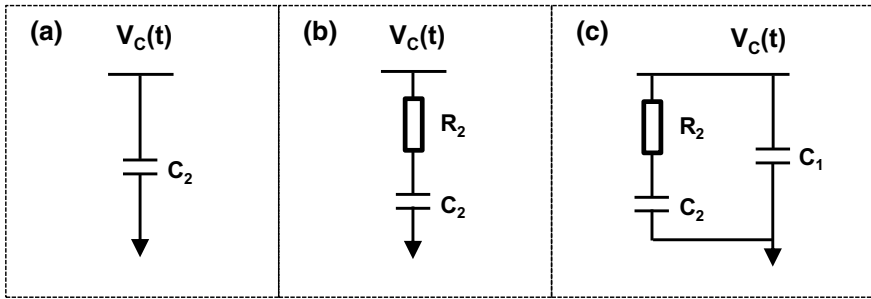 (a)
V_C(t)
C_2
(b)
V_C(t)
R_2
C_2
(c)
V_C(t)
R_2
C_2
C_1